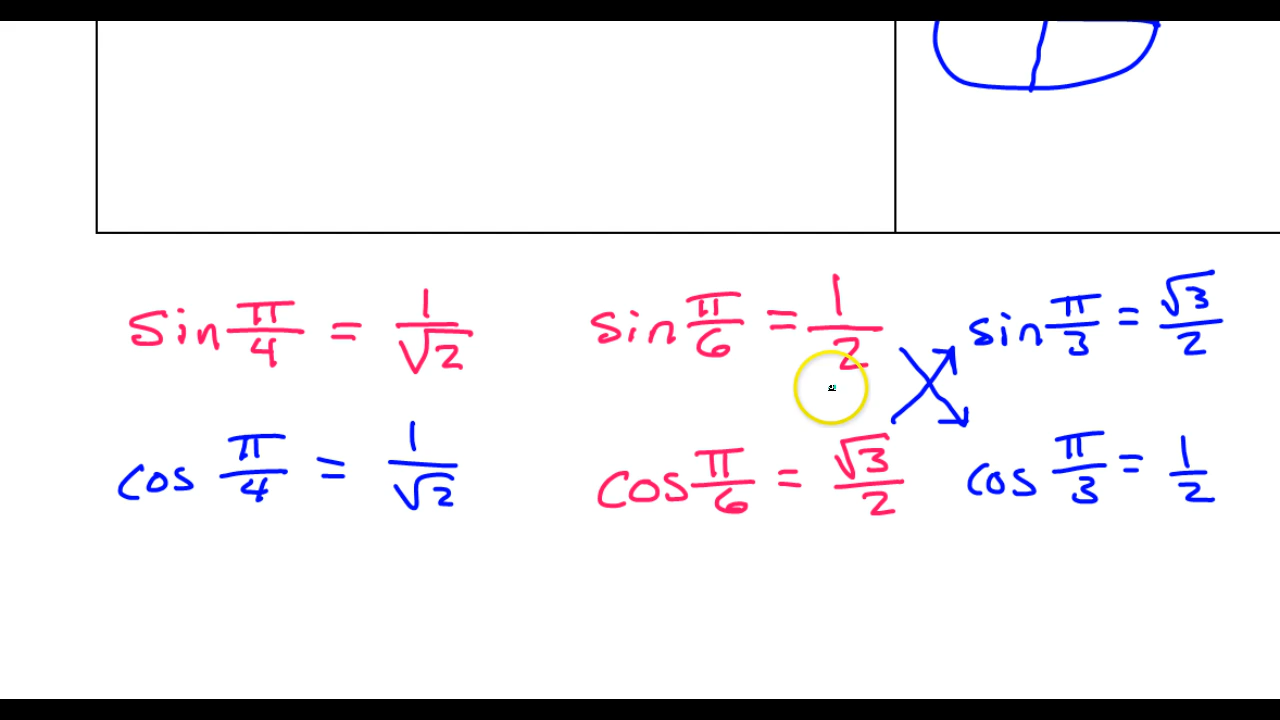 sin π/4 = 1/√2
sin π/6 = 1/2
sin π/3 = √3/2
cos π/4 = 1/√2
cos π/6 = √3/2
cos π/3 = 1/2